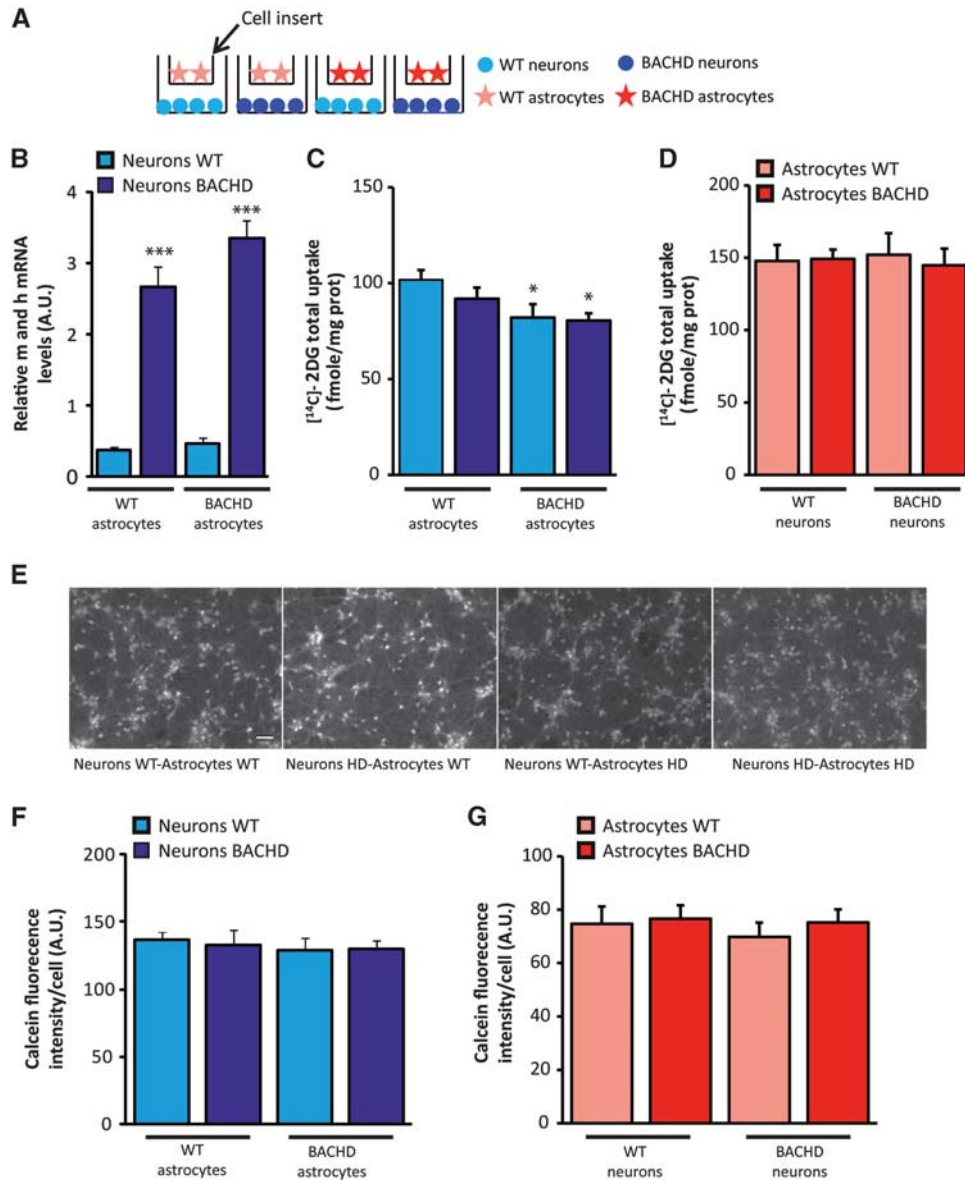 A
Cell insert
WT neurons
BACHD neurons
WT astrocytes
BACHD astrocytes
B
Neurons WT
Neurons BACHD
Relative m and h mRNA
levels (A.U.)
4
3
2
1
0
***
***
WT
astrocytes
BACHD
astrocytes
C
[¹⁴C]- 2DG total uptake
(fmole/mg prot)
150
100
50
0
*
*
WT
astrocytes
BACHD
astrocytes
D
Astrocytes WT
Astrocytes BACHD
[¹⁴C]- 2DG total uptake
(fmole/mg prot)
200
150
100
50
0
WT
neurons
BACHD
neurons
E
Neurons WT-Astrocytes WT
Neurons HD-Astrocytes WT
Neurons WT-Astrocytes HD
Neurons HD-Astrocytes HD
F
Neurons WT
Neurons BACHD
Calcein fluorefence
intensity/cell (A.U.)
200
150
100
50
0
WT
astrocytes
BACHD
astrocytes
G
Astrocytes WT
Astrocytes BACHD
Calcein fluorefence
intensity/cell (A.U.)
100
80
60
40
20
0
WT
neurons
BACHD
neurons